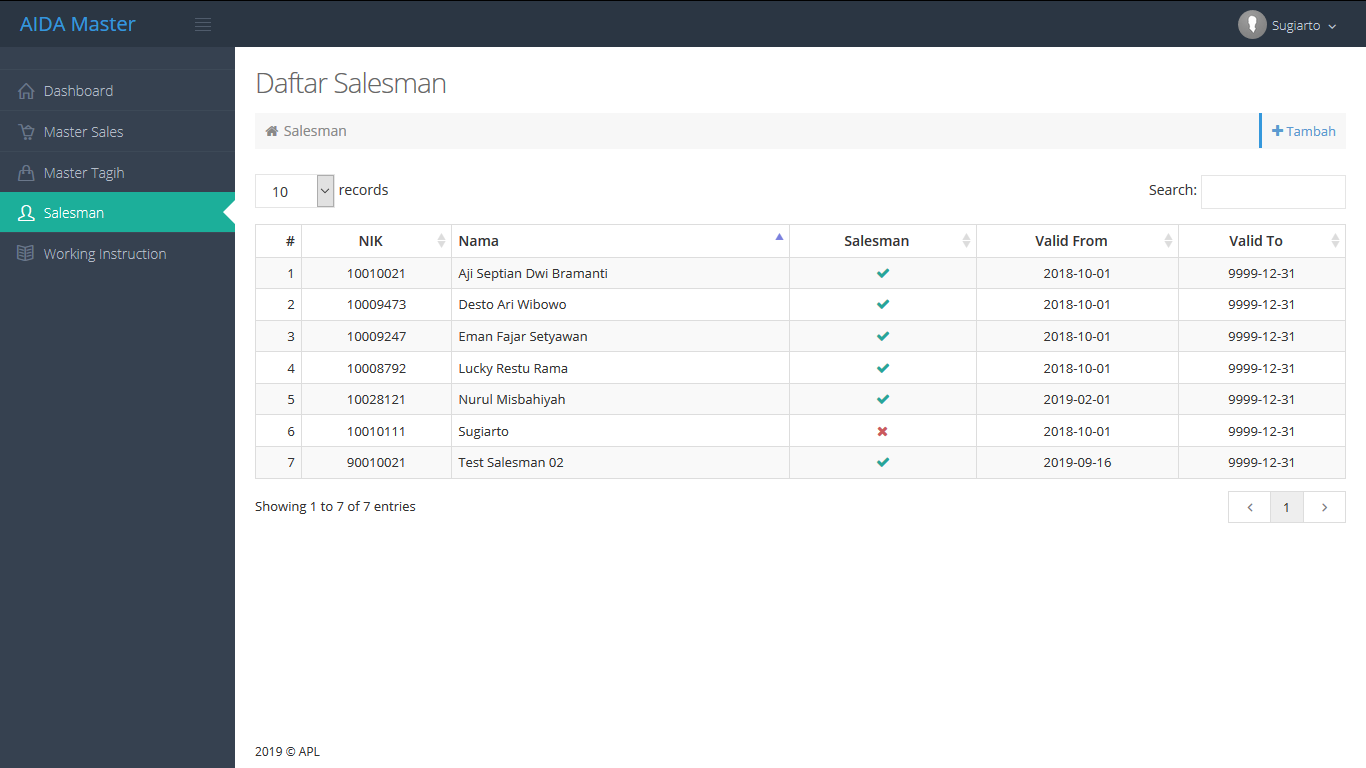 AIDA Master
Sugiarto
Dashboard
Master Sales
Master Tagih
Salesman
Working Instruction
Daftar Salesman
Salesman
Tambah
10 records
Search:
# NIK Nama Salesman Valid From Valid To
1 10010021 Aji Septian Dwi Bramanti 2018-10-01 9999-12-31
2 10009473 Desto Ari Wibowo 2018-10-01 9999-12-31
3 10009247 Eman Fajar Setyawan 2018-10-01 9999-12-31
4 10008792 Lucky Restu Rama 2018-10-01 9999-12-31
5 10028121 Nurul Misbahiyah 2019-02-01 9999-12-31
6 10010111 Sugiarto 2018-10-01 9999-12-31
7 90010021 Test Salesman 02 2019-09-16 9999-12-31
Showing 1 to 7 of 7 entries
1
2019 © APL